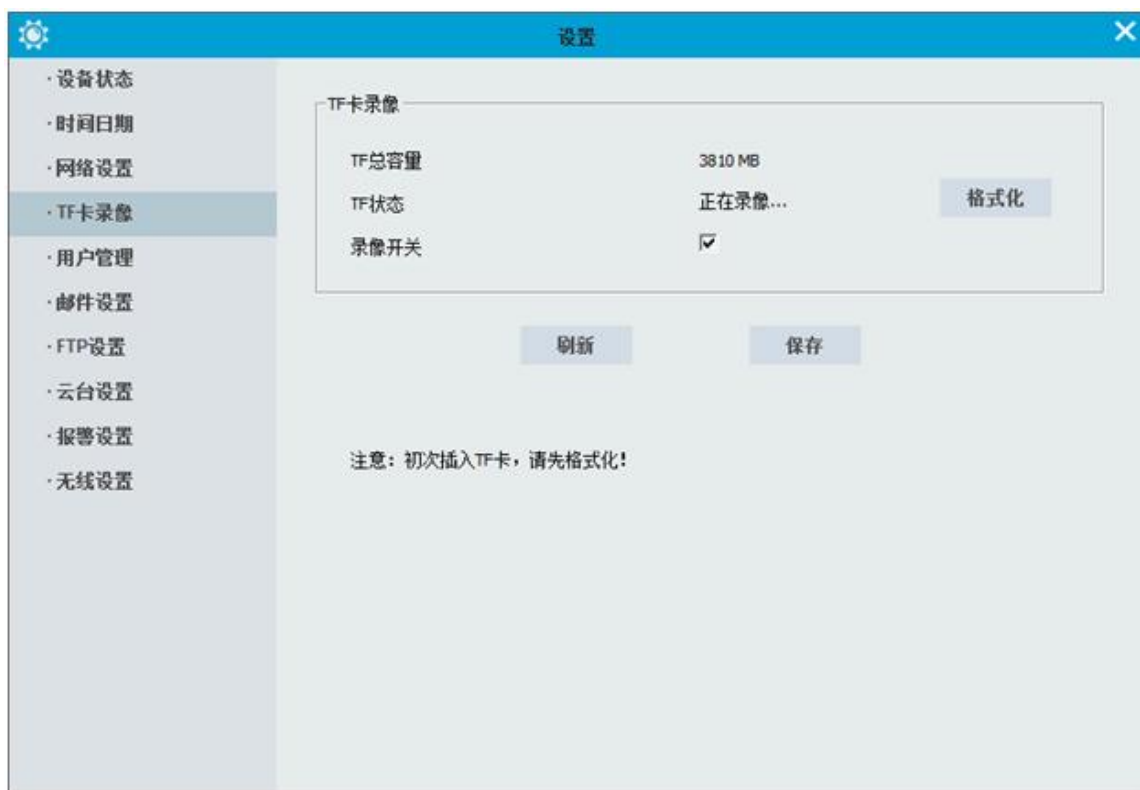 设置
·设备状态
·时间日期
·网络设置
·TF卡录像
·用户管理
·邮件设置
·FTP设置
·云台设置
·报警设置
·无线设置
TF卡录像
TF总容量 3810 MB
TF状态 正在录像...
格式化
录像开关
刷新 保存
注意：初次插入TF卡，请先格式化！